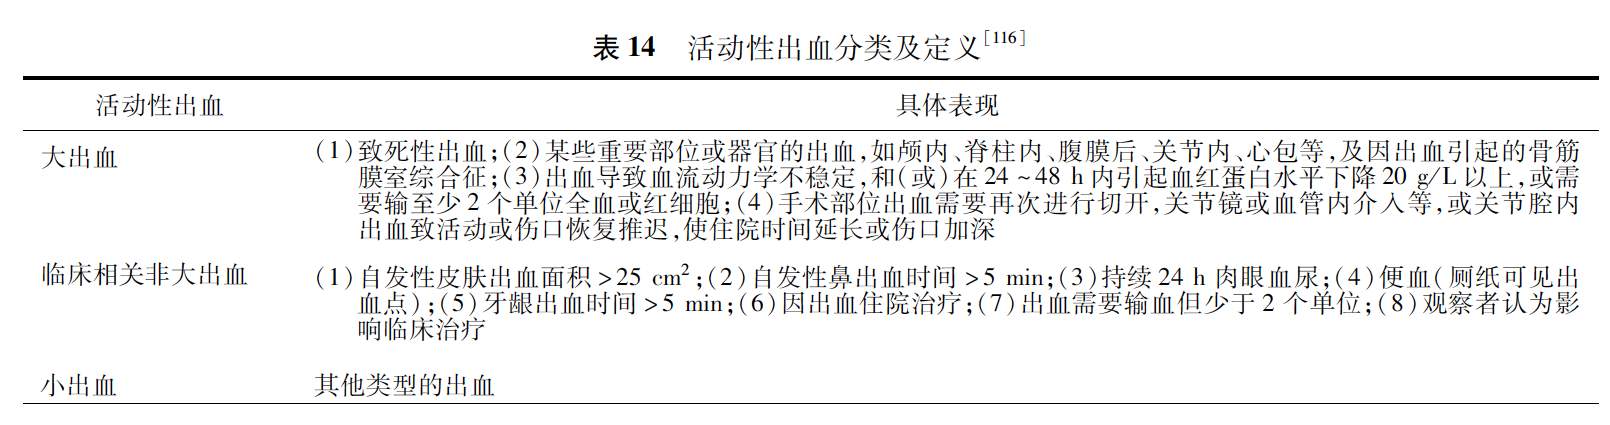 表 14 活动性出血分类及定义[116]
活动性出血 具体表现
大出血 (1)致死性出血;(2)某些重要部位或器官的出血,如颅内、脊柱内、腹膜后、关节内、心包等,及因出血引起的骨筋
膜室综合征;(3)出血导致血流动力学不稳定,和(或)在 24 ~ 48 h 内引起血红蛋白水平下降 20 g/L 以上,或需
要输至少 2 个单位全血或红细胞;(4)手术部位出血需要再次进行切开,关节镜或血管内介入等,或关节腔内
出血致活动或伤口恢复推迟,使住院时间延长或伤口加深
临床相关非大出血 (1)自发性皮肤出血面积 >25 cm²;(2)自发性鼻出血时间 >5 min;(3)持续 24 h 肉眼血尿;(4)便血(厕纸可见出
血点);(5)牙龈出血时间 >5 min;(6)因出血住院治疗;(7)出血需要输血但少于 2 个单位;(8)观察者认为影
响临床治疗
小出血 其他类型的出血